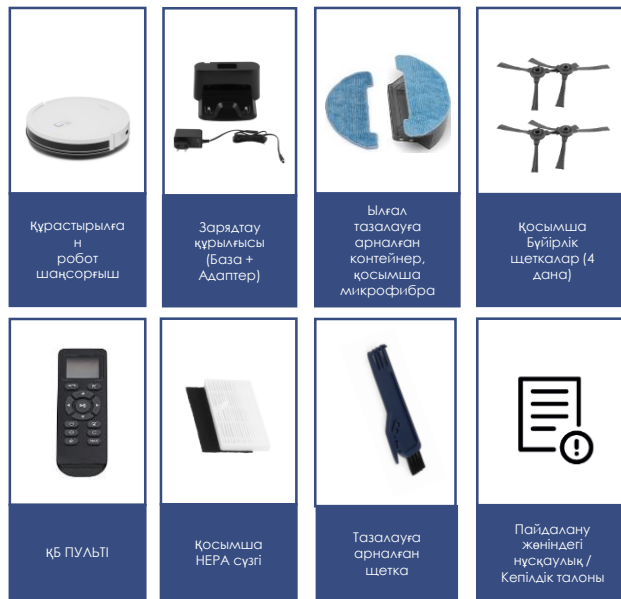 Құрастырылға
н
робот
шаңсорғыш
Зарядтау
құрылғысы
(База +
Адаптер)
Ылғал
тазалауға
арналған
контейнер,
қосымша
микрофибра
Қосымша
Бүйірлік
щеткалар (4
дана)
ҚБ ПУЛЬТІ
Қосымша
HEPA сүзгі
Тазалауға
арналған
щетка
Пайдалану
жөніндегі
нұсқаулық /
Кепілдік талоны